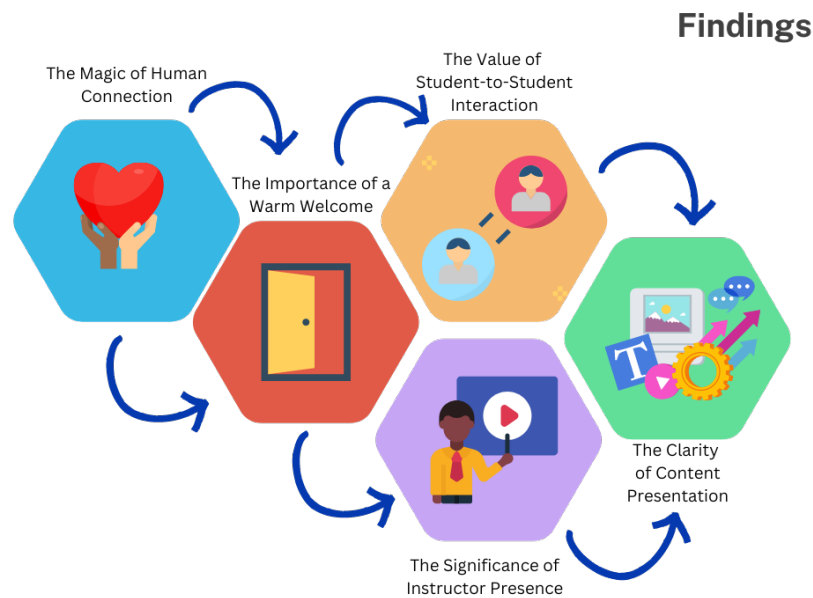 Findings
The Magic of Human
Connection
The Importance of a
Warm Welcome
The Value of
Student-to-Student
Interaction
T
The Clarity
of Content
Presentation
The Significance of
Instructor Presence